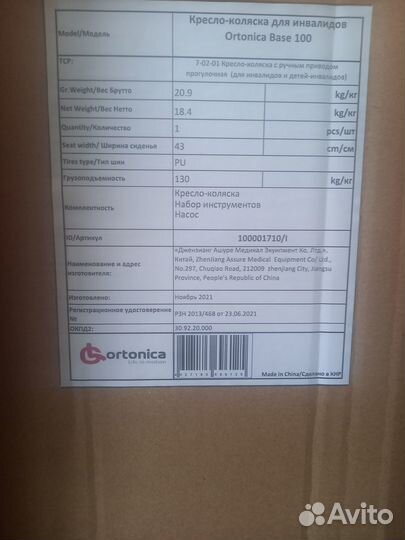 Model/Модель
Кресло-коляска для инвалидов
Ortonica Base 100
ТСР:
7-02-01 Кресло-коляска с ручным приводом
прогулочная (для инвалидов и детей-инвалидов)
Gr.Weight/Вес Брутто 20.9 kg/кг
Net Weight/Вес Нетто 18.4 kg/кг
Quantity/Количество 1 pcs/шт
Seat width/ Ширина сиденья 43 cm/см
Tires type/Тип шин PU
Грузоподъемность 130 kg/кг
Комплектность
Кресло-коляска
Набор инструментов
Насос
ID/Артикул 100001710/I
Наименование и адрес
изготовителя:
«Джензианг Ашуре Медикал Экуипмент Ко. Лтд.»,
Китай, ZhenJiang Assure Medical Equipment Co/ Ltd.,
No.297, Chuqiao Road, 212009 zhenjiang City, Jiangsu
Province, People's Republic of China
Изготовлено: Ноябрь 2021
Регистрационное удостоверение
№
РЗН 2013/468 от 23.06.2021
ОКПД2: 30.92.20.000
ortonica
Life in motion
Made in China/Сделано в КНР
Avito